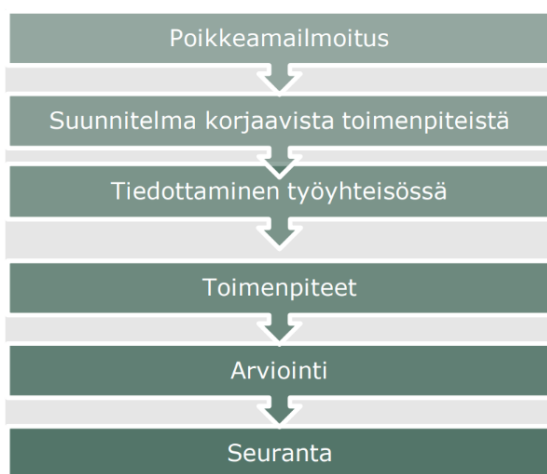 Poikkeamailmoitus
Suunnitelma korjaavista toimenpiteistä
Tiedottaminen työyhteisössä
Toimenpiteet
Arviointi
Seuranta